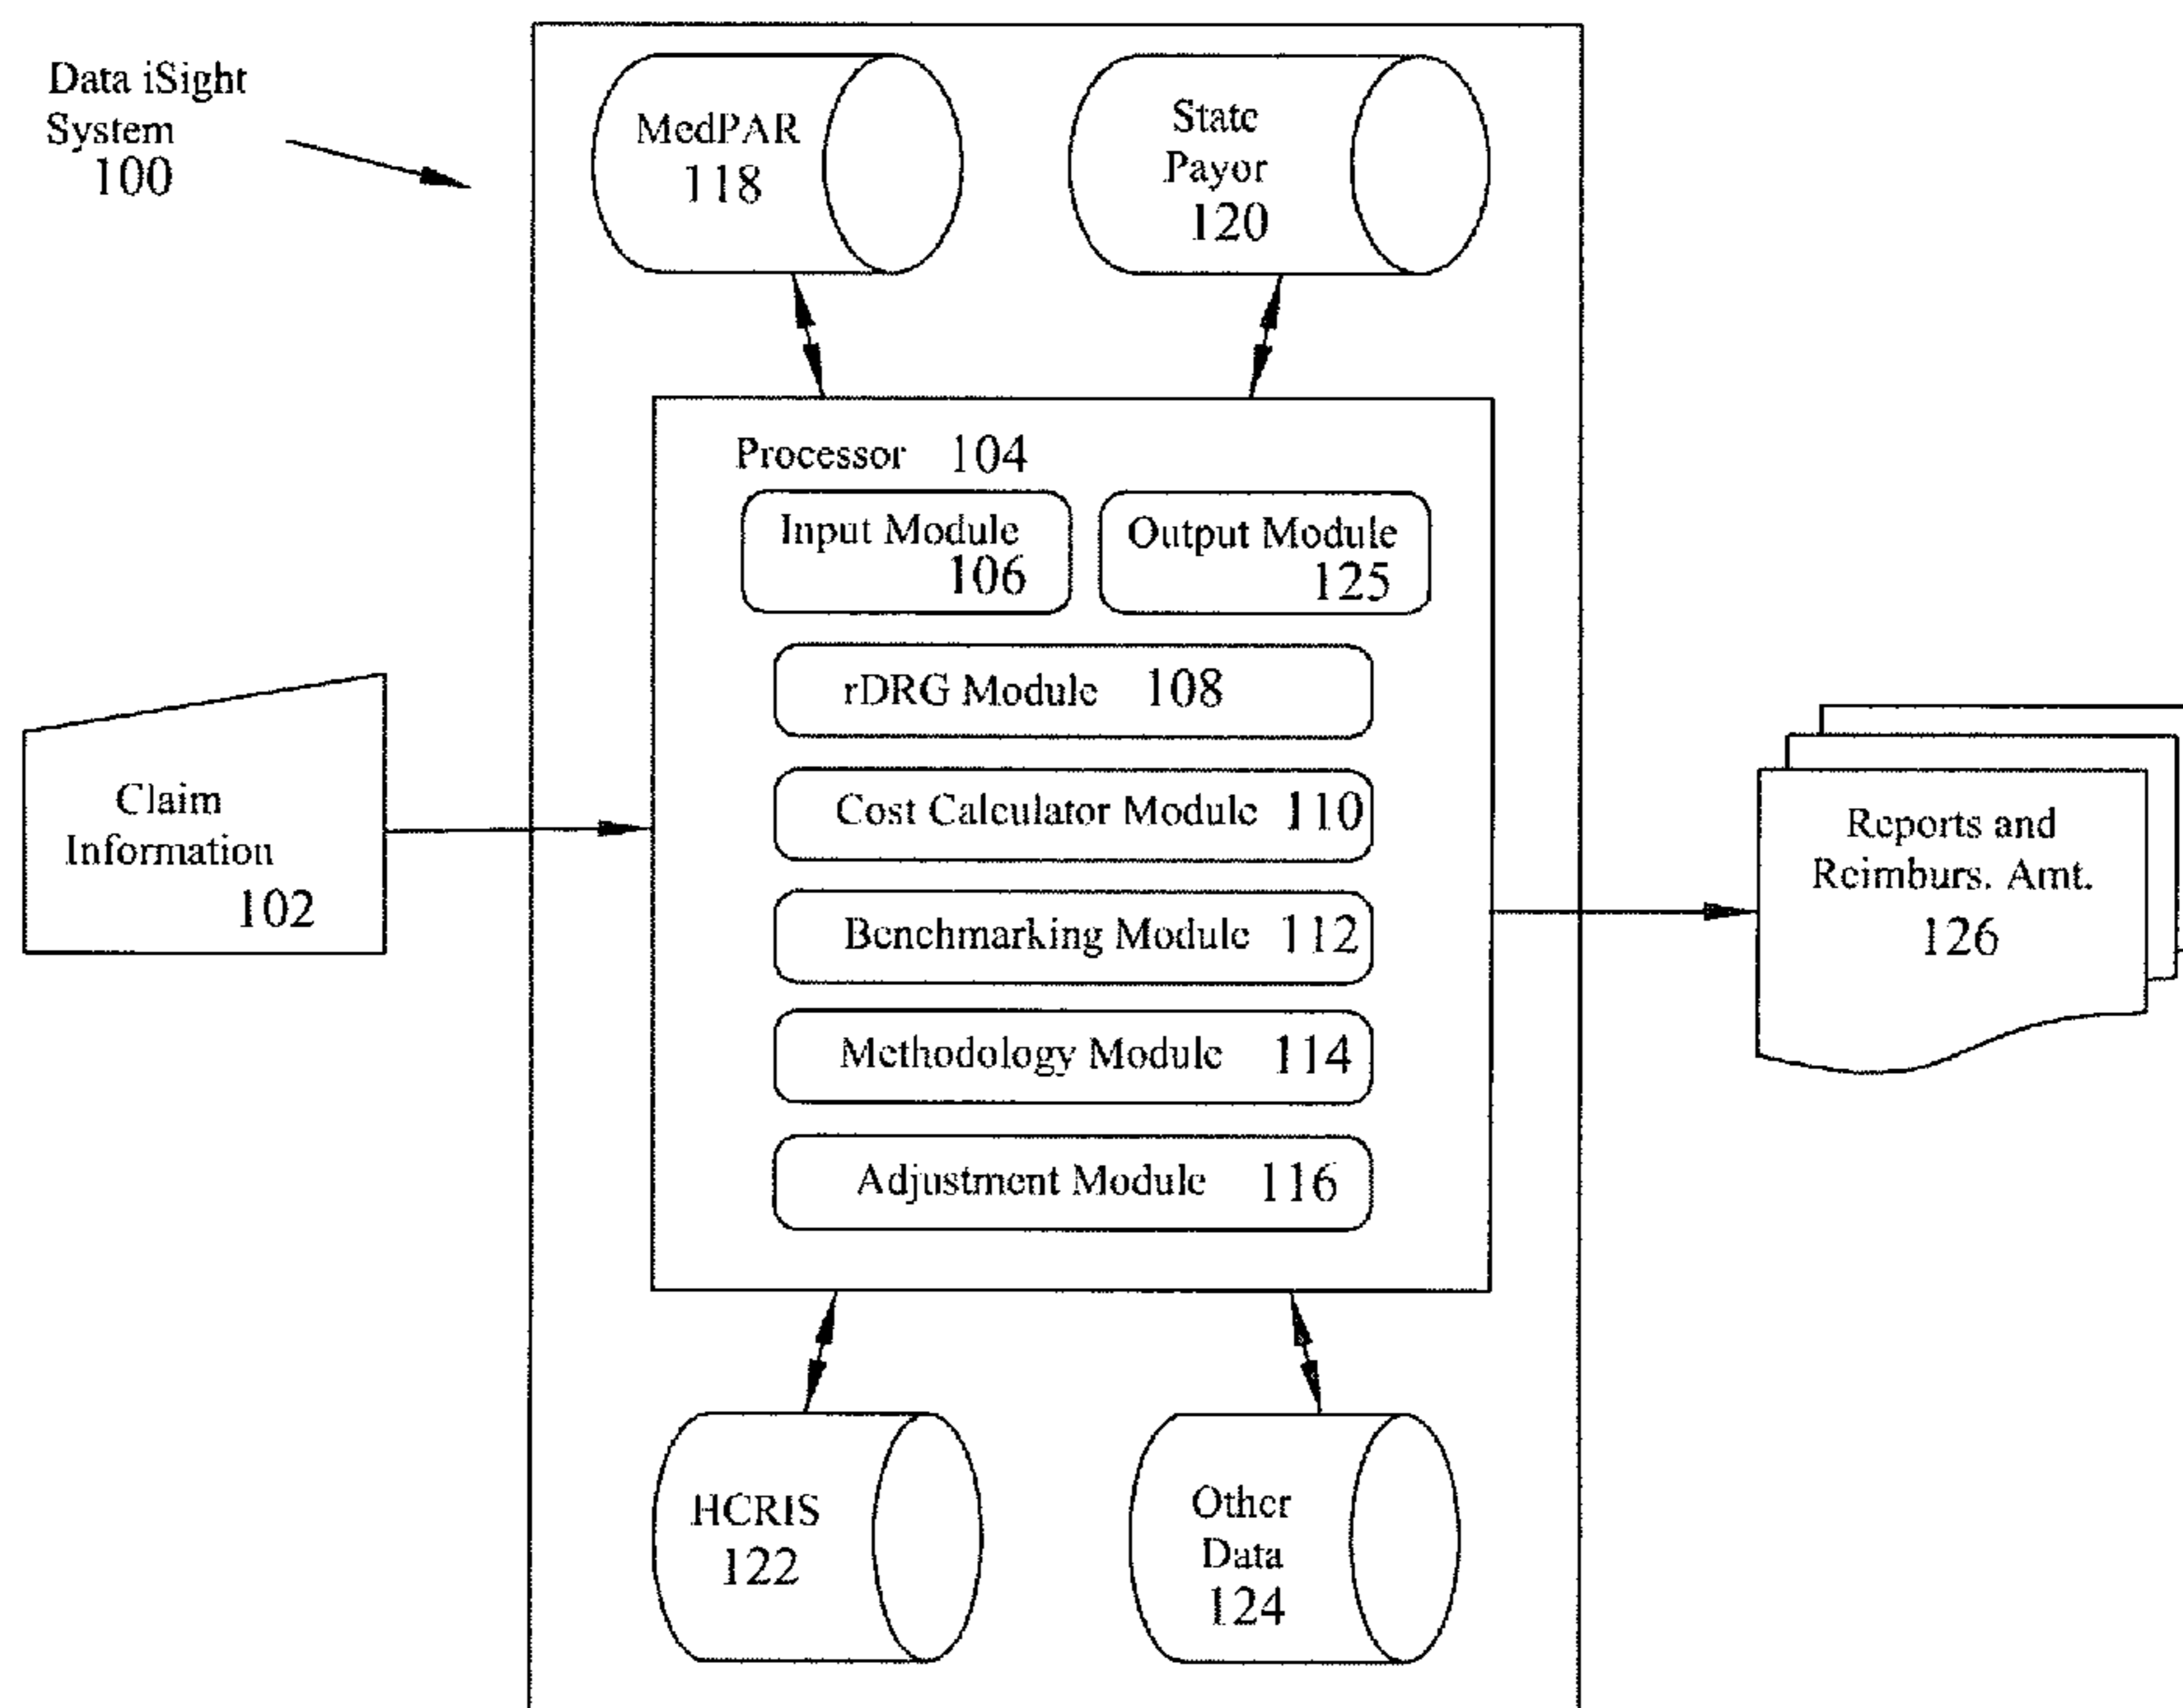 Data iSight
System
100
MedPAR
118
State
Payor
120
Processor 104
Input Module
106
Output Module
125
rDRG Module 108
Cost Calculator Module 110
Benchmarking Module 112
Methodology Module 114
Adjustment Module 116
Claim
Information
102
Reports and
Reimburs. Amt.
126
HCRIS
122
Other
Data
124